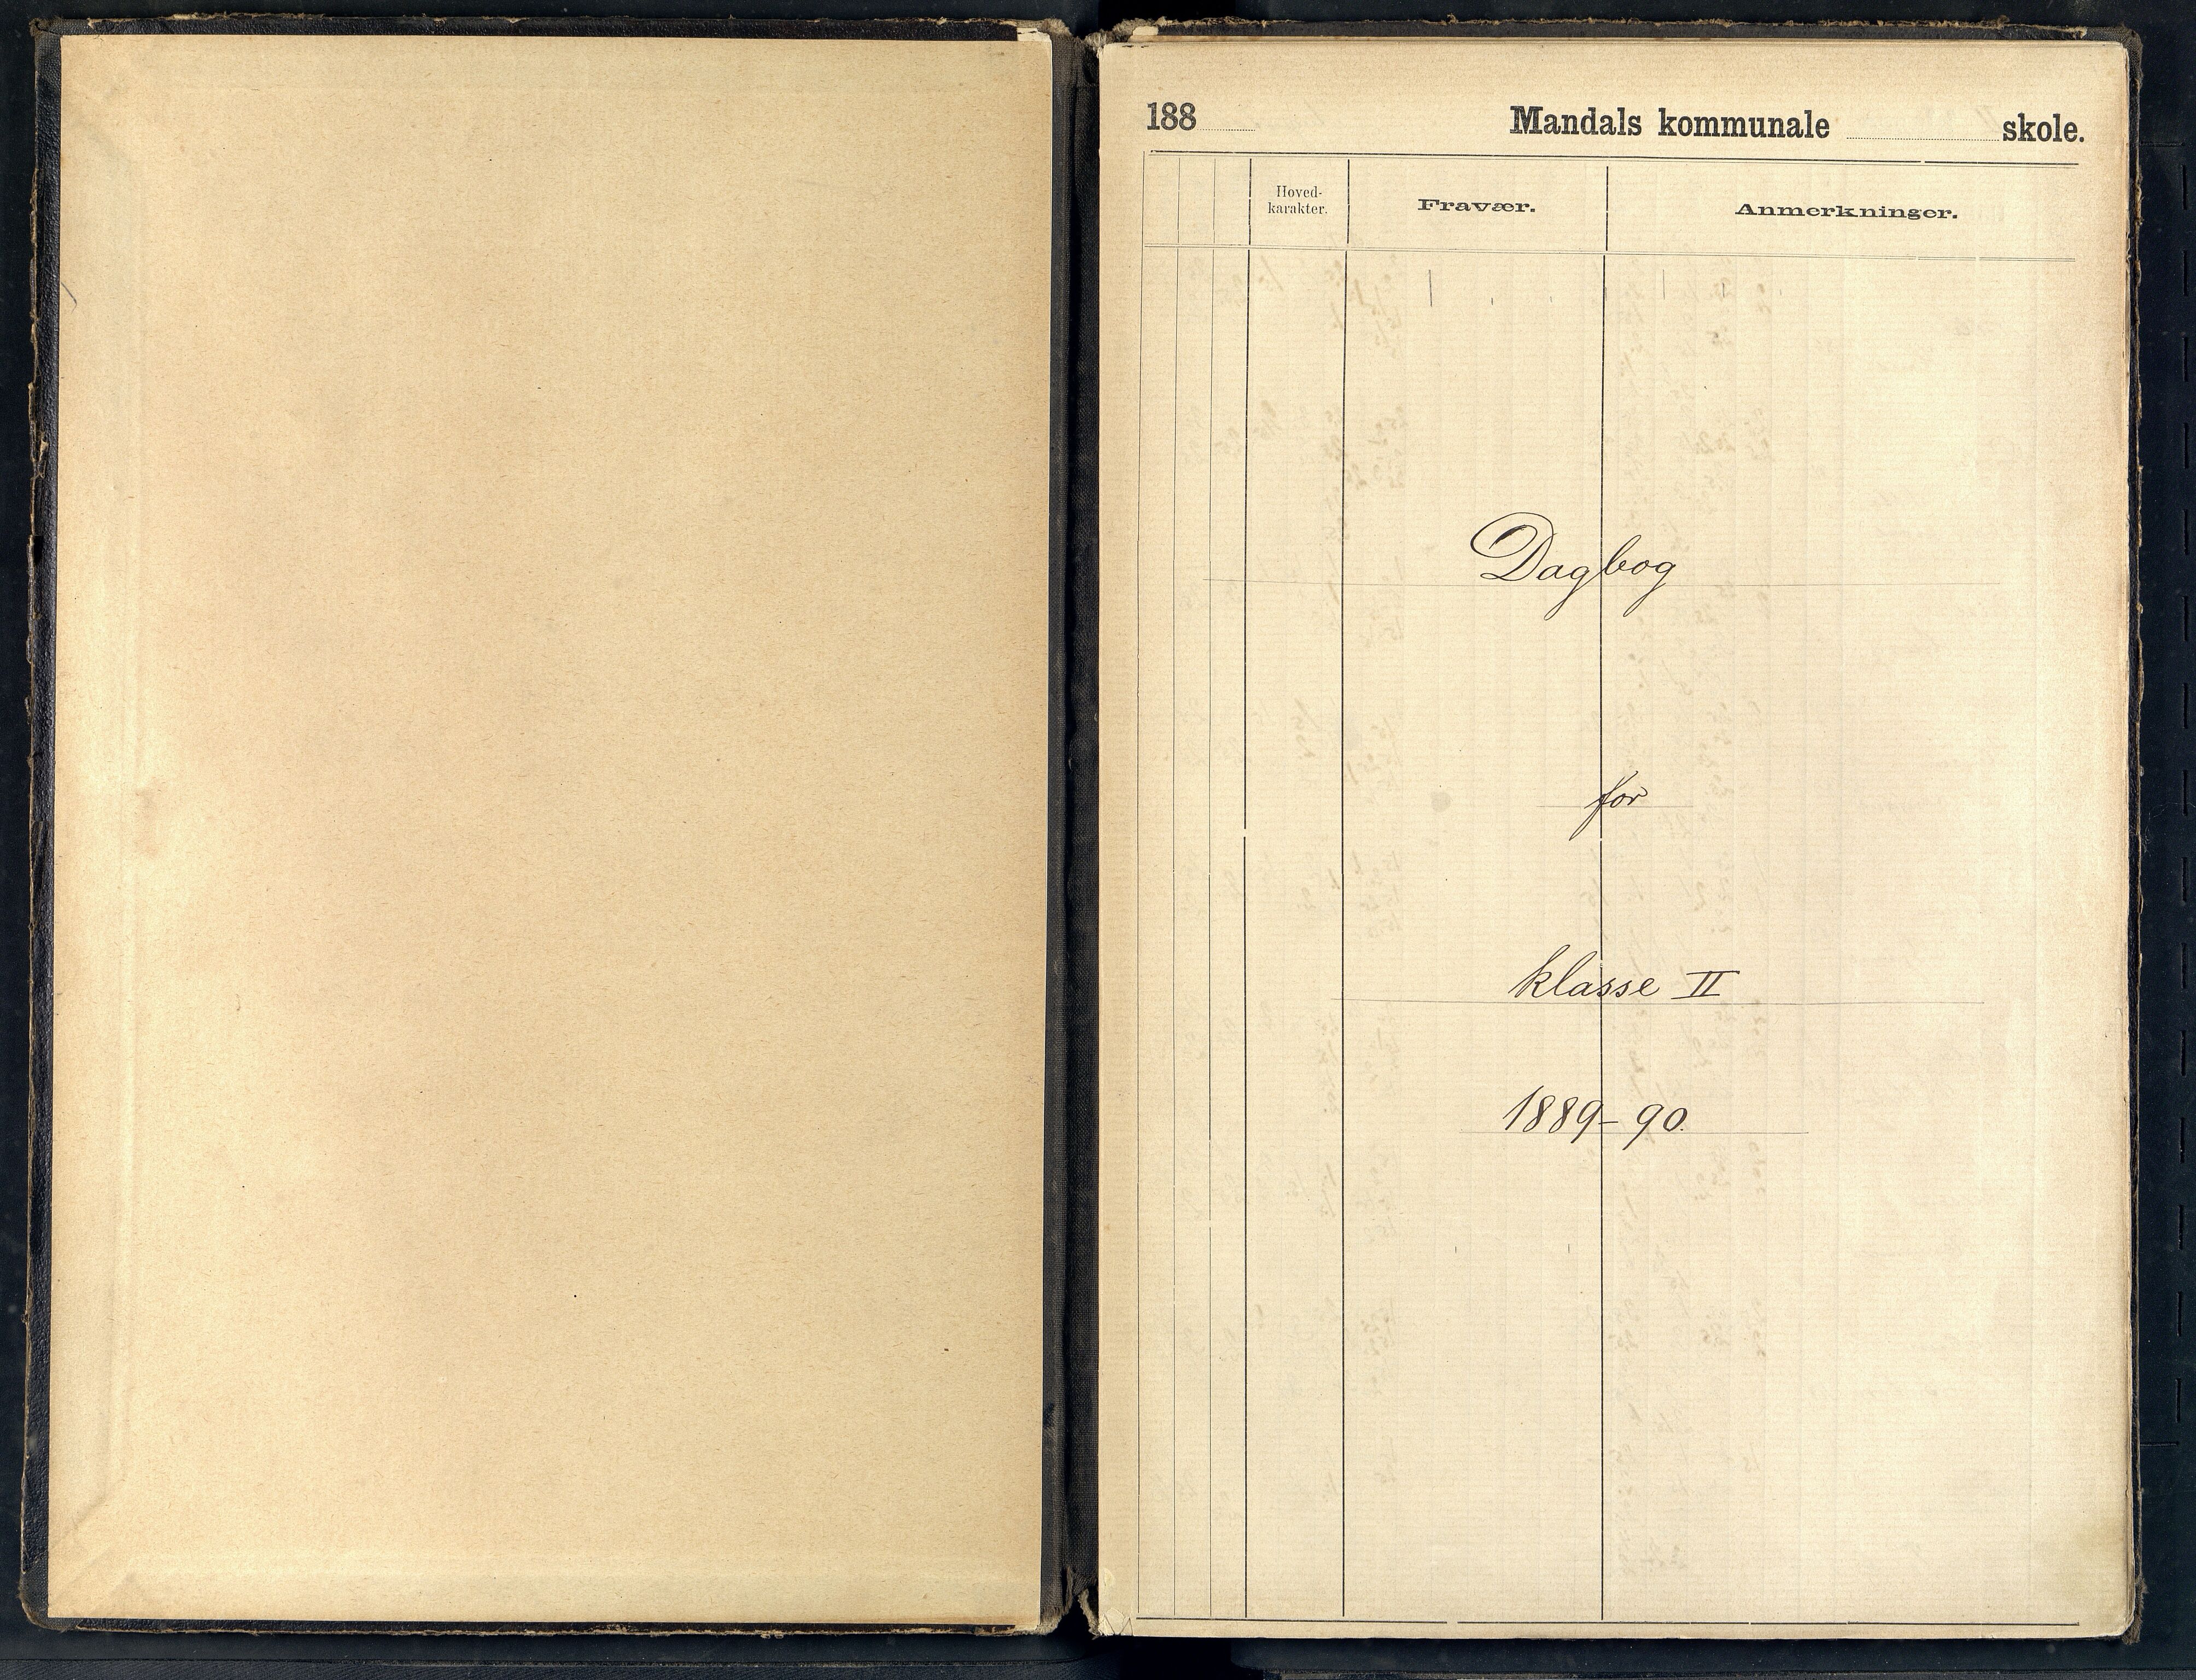 188 Mandals kommunale skole.
Hoved-
karakter.
Fravær.
Anmerkninger.
Dagbog
for
klasse II
1889-90.